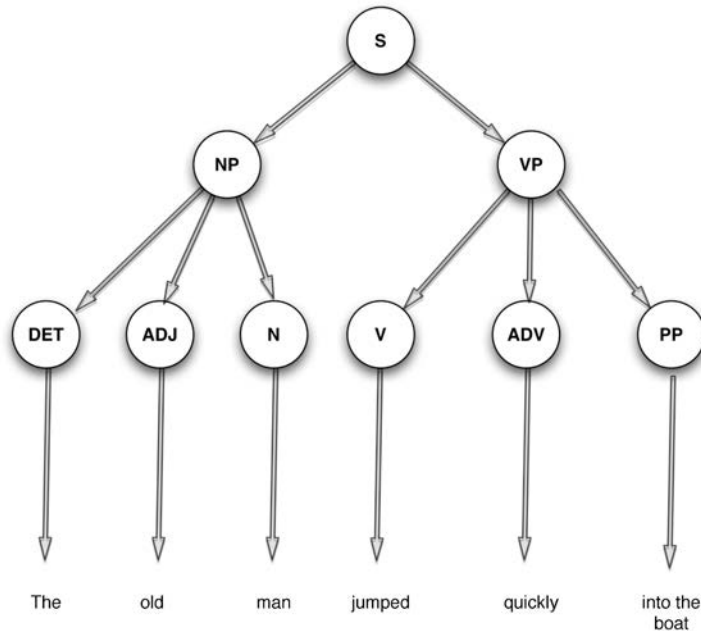 S
NP VP
DET ADJ N V ADV PP
The old man jumped quickly into the
boat